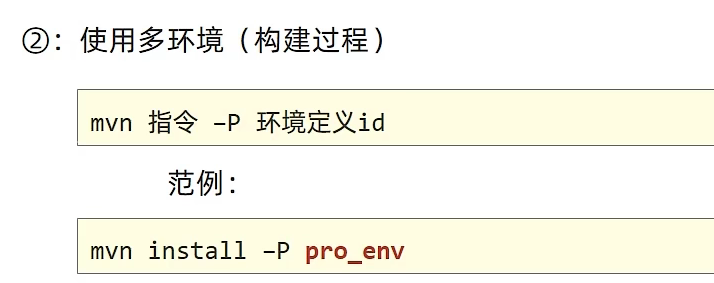 ②：使用多环境（构建过程）
mvn 指令 –P 环境定义id
范例：
mvn install –P pro_env